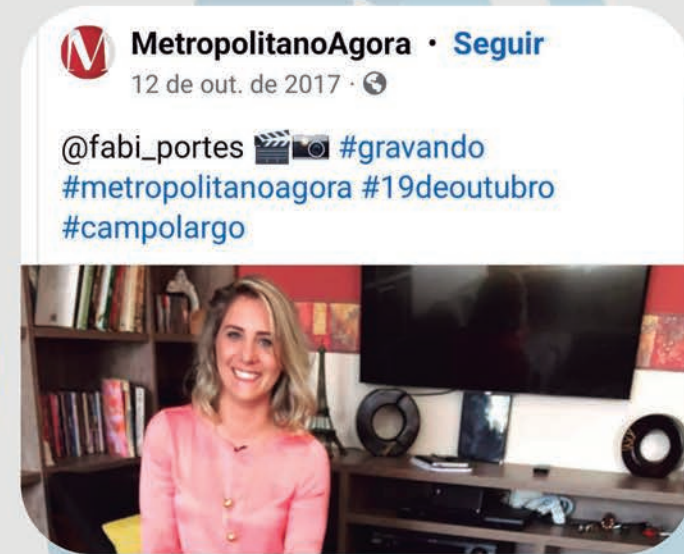 M
MetropolitanoAgora · Seguir
12 de out. de 2017 ·
@fabi_portes 🎬📷 #gravando
#metropolitanoagora #19deoutubro
#campolargo